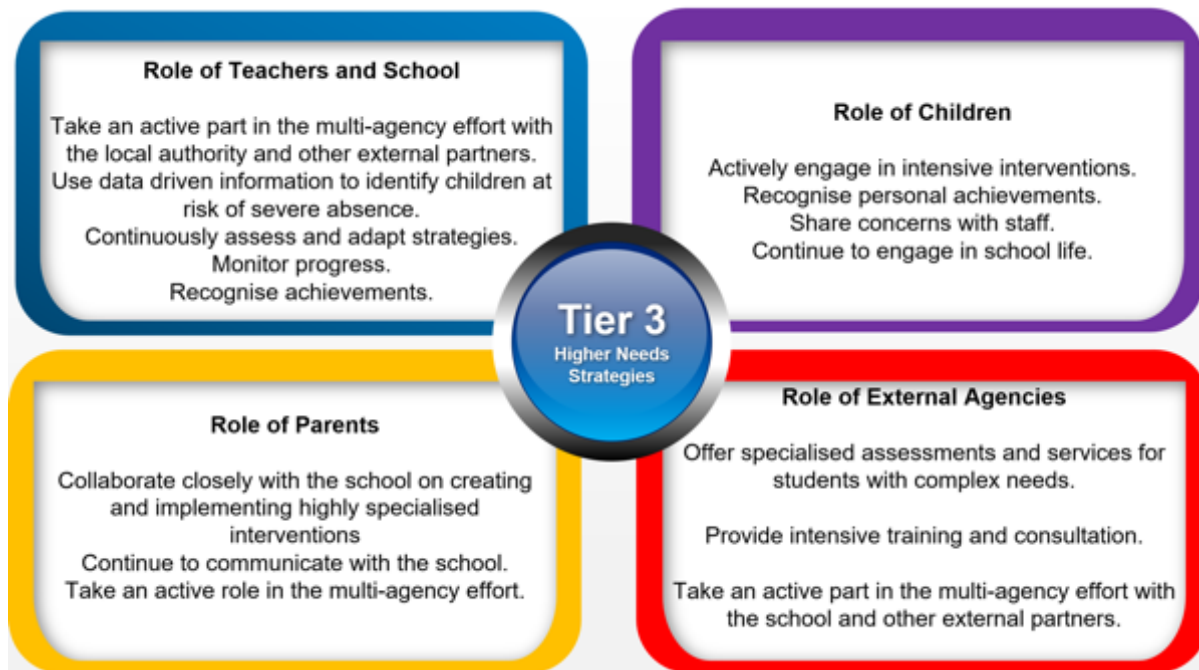 Role of Teachers and School
Take an active part in the multi-agency effort with
the local authority and other external partners.
Use data driven information to identify children at
risk of severe absence.
Continuously assess and adapt strategies.
Monitor progress.
Recognise achievements.
Role of Children
Actively engage in intensive interventions.
Recognise personal achievements.
Share concerns with staff.
Continue to engage in school life.
Tier 3
Higher Needs
Strategies
Role of Parents
Collaborate closely with the school on creating
and implementing highly specialised
interventions
Continue to communicate with the school.
Take an active role in the multi-agency effort.
Role of External Agencies
Offer specialised assessments and services for
students with complex needs.
Provide intensive training and consultation.
Take an active part in the multi-agency effort with
the school and other external partners.